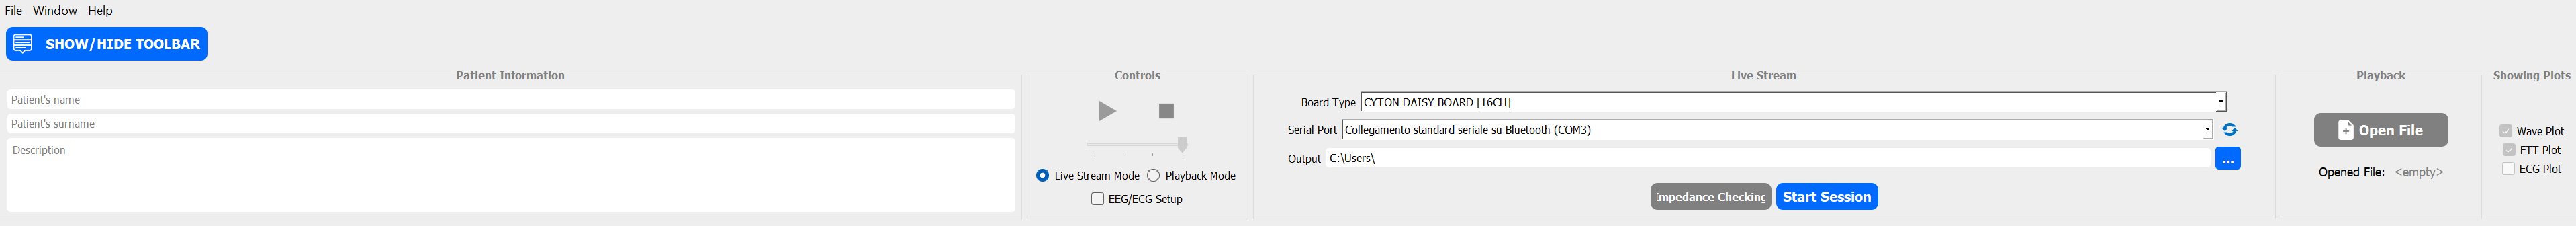 File Window Help
SHOW/HIDE TOOLBAR
Patient Information
Patient's name
Patient's surname
Description
Controls
Live Stream Mode Playback Mode
EEG/ECG Setup
Live Stream
Board Type CYTON DAISY BOARD [16CH]
Serial Port Collegamento standard seriale su Bluetooth (COM3)
Output C:\Users\
...
mpedance Checking Start Session
Playback
Open File
Opened File: <empty>
Showing Plots
Wave Plot
FTT Plot
ECG Plot